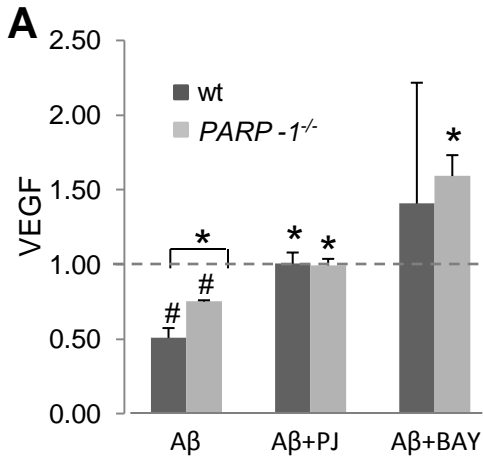 A
2.50
2.00
1.50
1.00
0.50
0.00
VEGF
wt
PARP -1-/-
*
# #
* *
*
Aβ Aβ+PJ Aβ+BAY